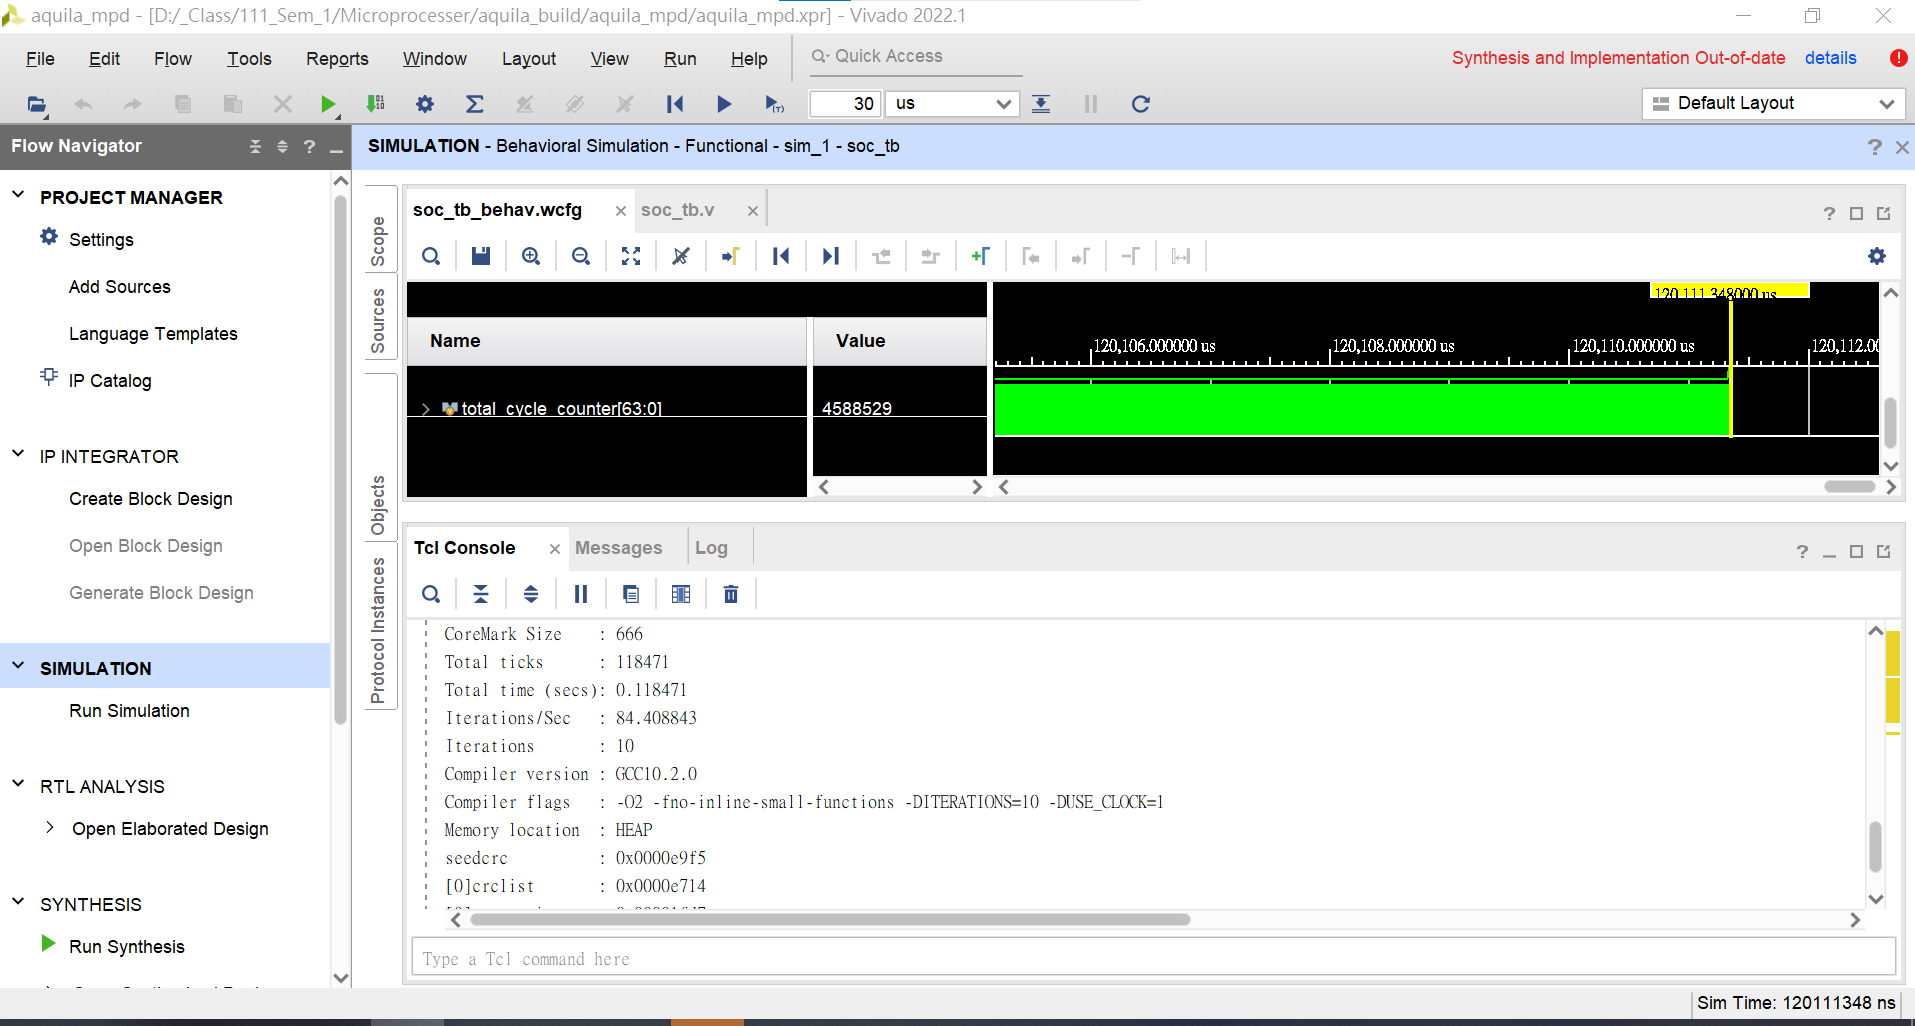 aquila_mpd - [D:/_Class/111_Sem_1/Microprocesser/aquila_build/aquila_mpd/aquila_mpd.xpr] - Vivado 2022.1
File Edit Flow Tools Reports Window Layout View Run Help Quick Access Synthesis and Implementation Out-of-date details
30 us Default Layout
Flow Navigator
SIMULATION - Behavioral Simulation - Functional - sim_1 - soc_tb
PROJECT MANAGER
Settings
Add Sources
Language Templates
IP Catalog
IP INTEGRATOR
Create Block Design
Open Block Design
Generate Block Design
SIMULATION
Run Simulation
RTL ANALYSIS
Open Elaborated Design
SYNTHESIS
Run Synthesis
Scope
Sources
Objects
Protocol Instances
soc_tb_behav.wcfg
soc_tb.v
120,111.348000 us
Name Value
120,106.000000 us 120,108.000000 us 120,110.000000 us 120,112.00
total_cycle_counter[63:0] 4588529
Tcl Console Messages Log
CoreMark Size : 666
Total ticks : 118471
Total time (secs): 0.118471
Iterations/Sec : 84.408843
Iterations : 10
Compiler version : GCC10.2.0
Compiler flags : -O2 -fno-inline-small-functions -DITERATIONS=10 -DUSE_CLOCK=1
Memory location : HEAP
seedcrc : 0x0000e9f5
[0]crclist : 0x0000e714
Type a Tcl command here
Sim Time: 120111348 ns